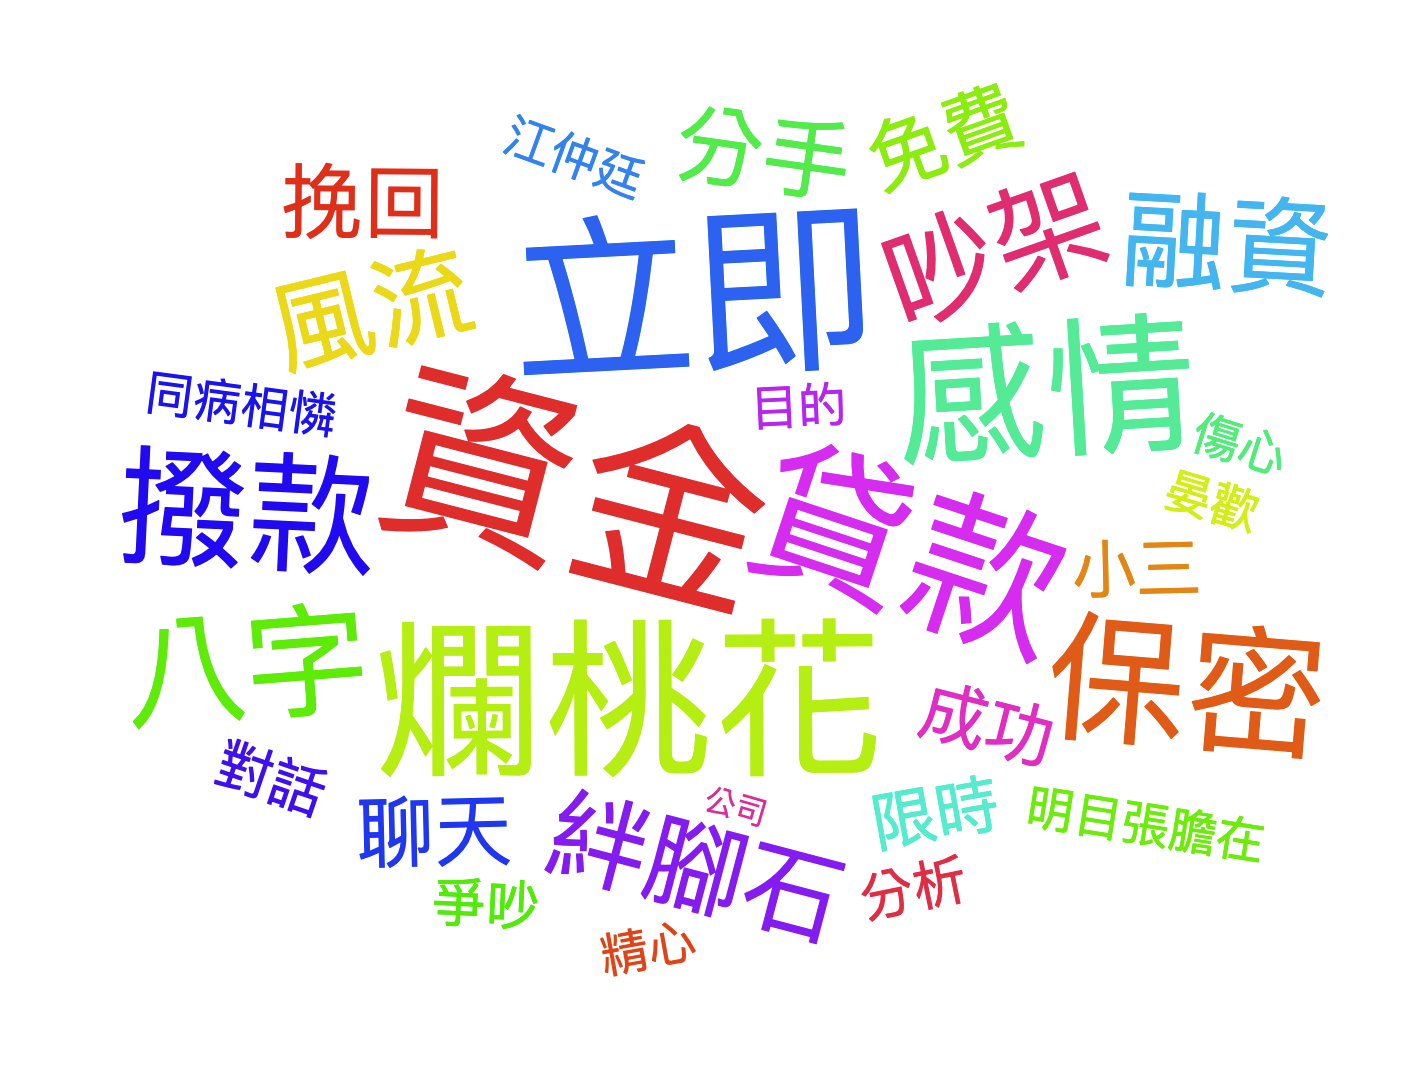 江仲廷
分手
免費
挽回
立即
吵架
融資
風流
感情
同病相憐
資金
目的
傷心
撥款
貸款
晏歡
小三
八字
爛桃花
保密
成功
對話
聊天
絆腳石
公司
限時
明目張膽在
爭吵
分析
精心